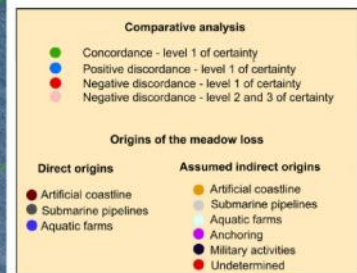 Comparative analysis
Concordance - level 1 of certainty
Positive discordance - level 1 of certainty
Negative discordance - level 1 of certainty
Negative discordance - level 2 and 3 of certainty
Origins of the meadow loss
Direct origins
Artificial coastline
Submarine pipelines
Aquatic farms
Assumed indirect origins
Artificial coastline
Submarine pipelines
Aquatic farms
Anchoring
Military activities
Undetermined